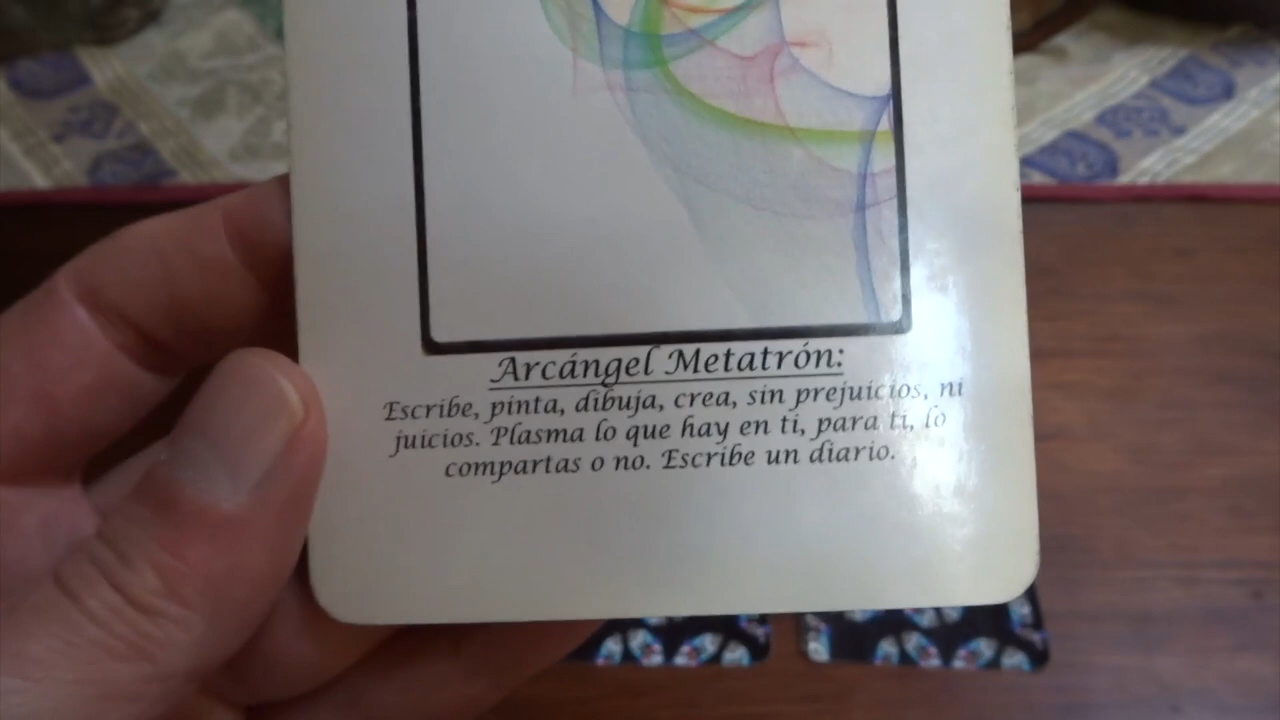 Arcángel Metatrón:
Escribe, pinta, dibuja, crea, sin prejuicios, ni
juicios. Plasma lo que hay en ti, para ti, lo
compartas o no. Escribe un diario.